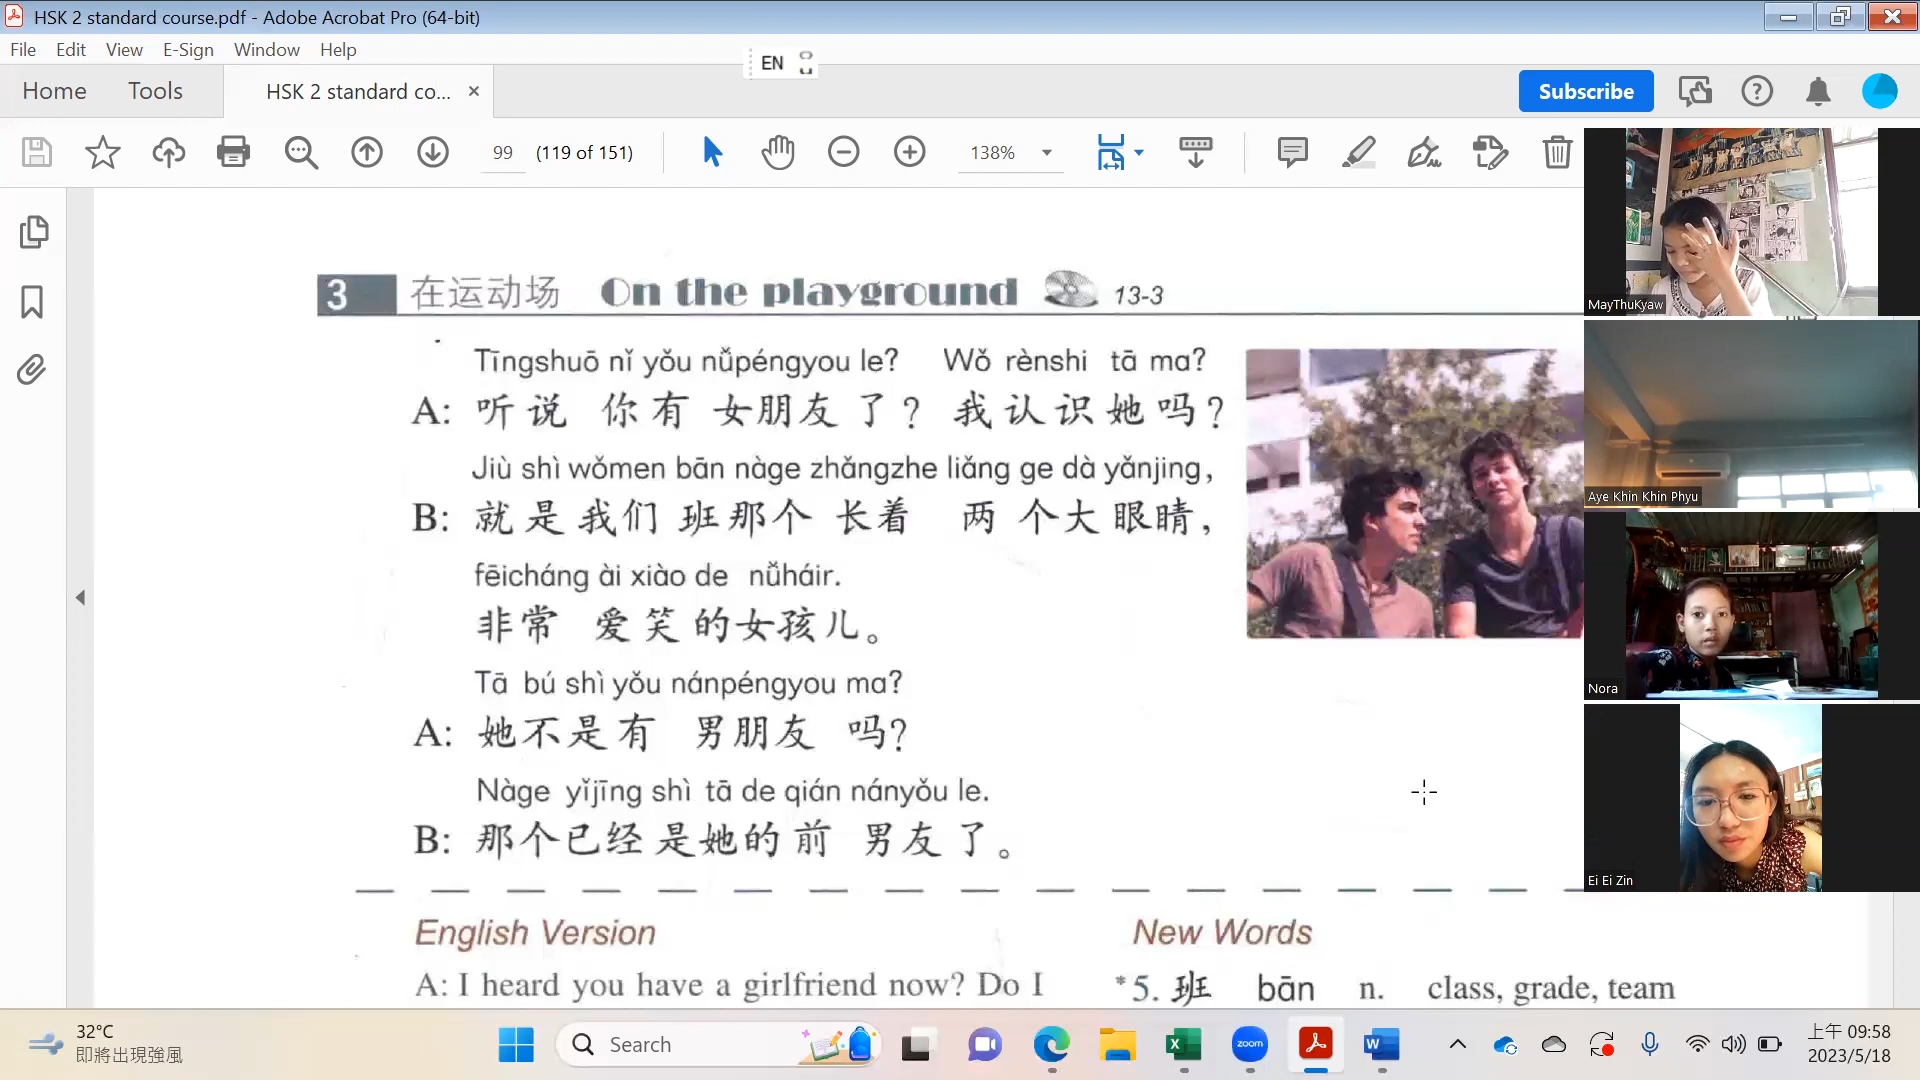 HSK 2 standard course.pdf - Adobe Acrobat Pro (64-bit)
File Edit View E-Sign Window Help
EN
Home Tools HSK 2 standard co... ×
Subscribe
99 (119 of 151) 138%
3 在运动场 On the playground 13-3
Tīngshuō nǐ yǒu nǚpéngyou le? Wǒ rènshi tā ma?
A: 听说 你有 女朋友 了? 我认识她吗?
Jiù shì wǒmen bān nàge zhǎngzhe liǎng ge dà yǎnjing,
B: 就是我们 班那个 长着 两 个大眼睛,
fēicháng ài xiào de nǚháir.
非常 爱笑的女孩儿。
Tā bú shì yǒu nánpéngyou ma?
A: 她不是有 男朋友 吗?
Nàge yǐjīng shì tā de qián nányǒu le.
B: 那个已经是她的前 男友了。
English Version
A: I heard you have a girlfriend now? Do I
New Words
*5. 班 bān n. class, grade, team
MayThuKyaw
Aye Khin Khin Phyu
Nora
Ei Ei Zin
32°C
即將出現強風
Search
zoom
上午 09:58
2023/5/18